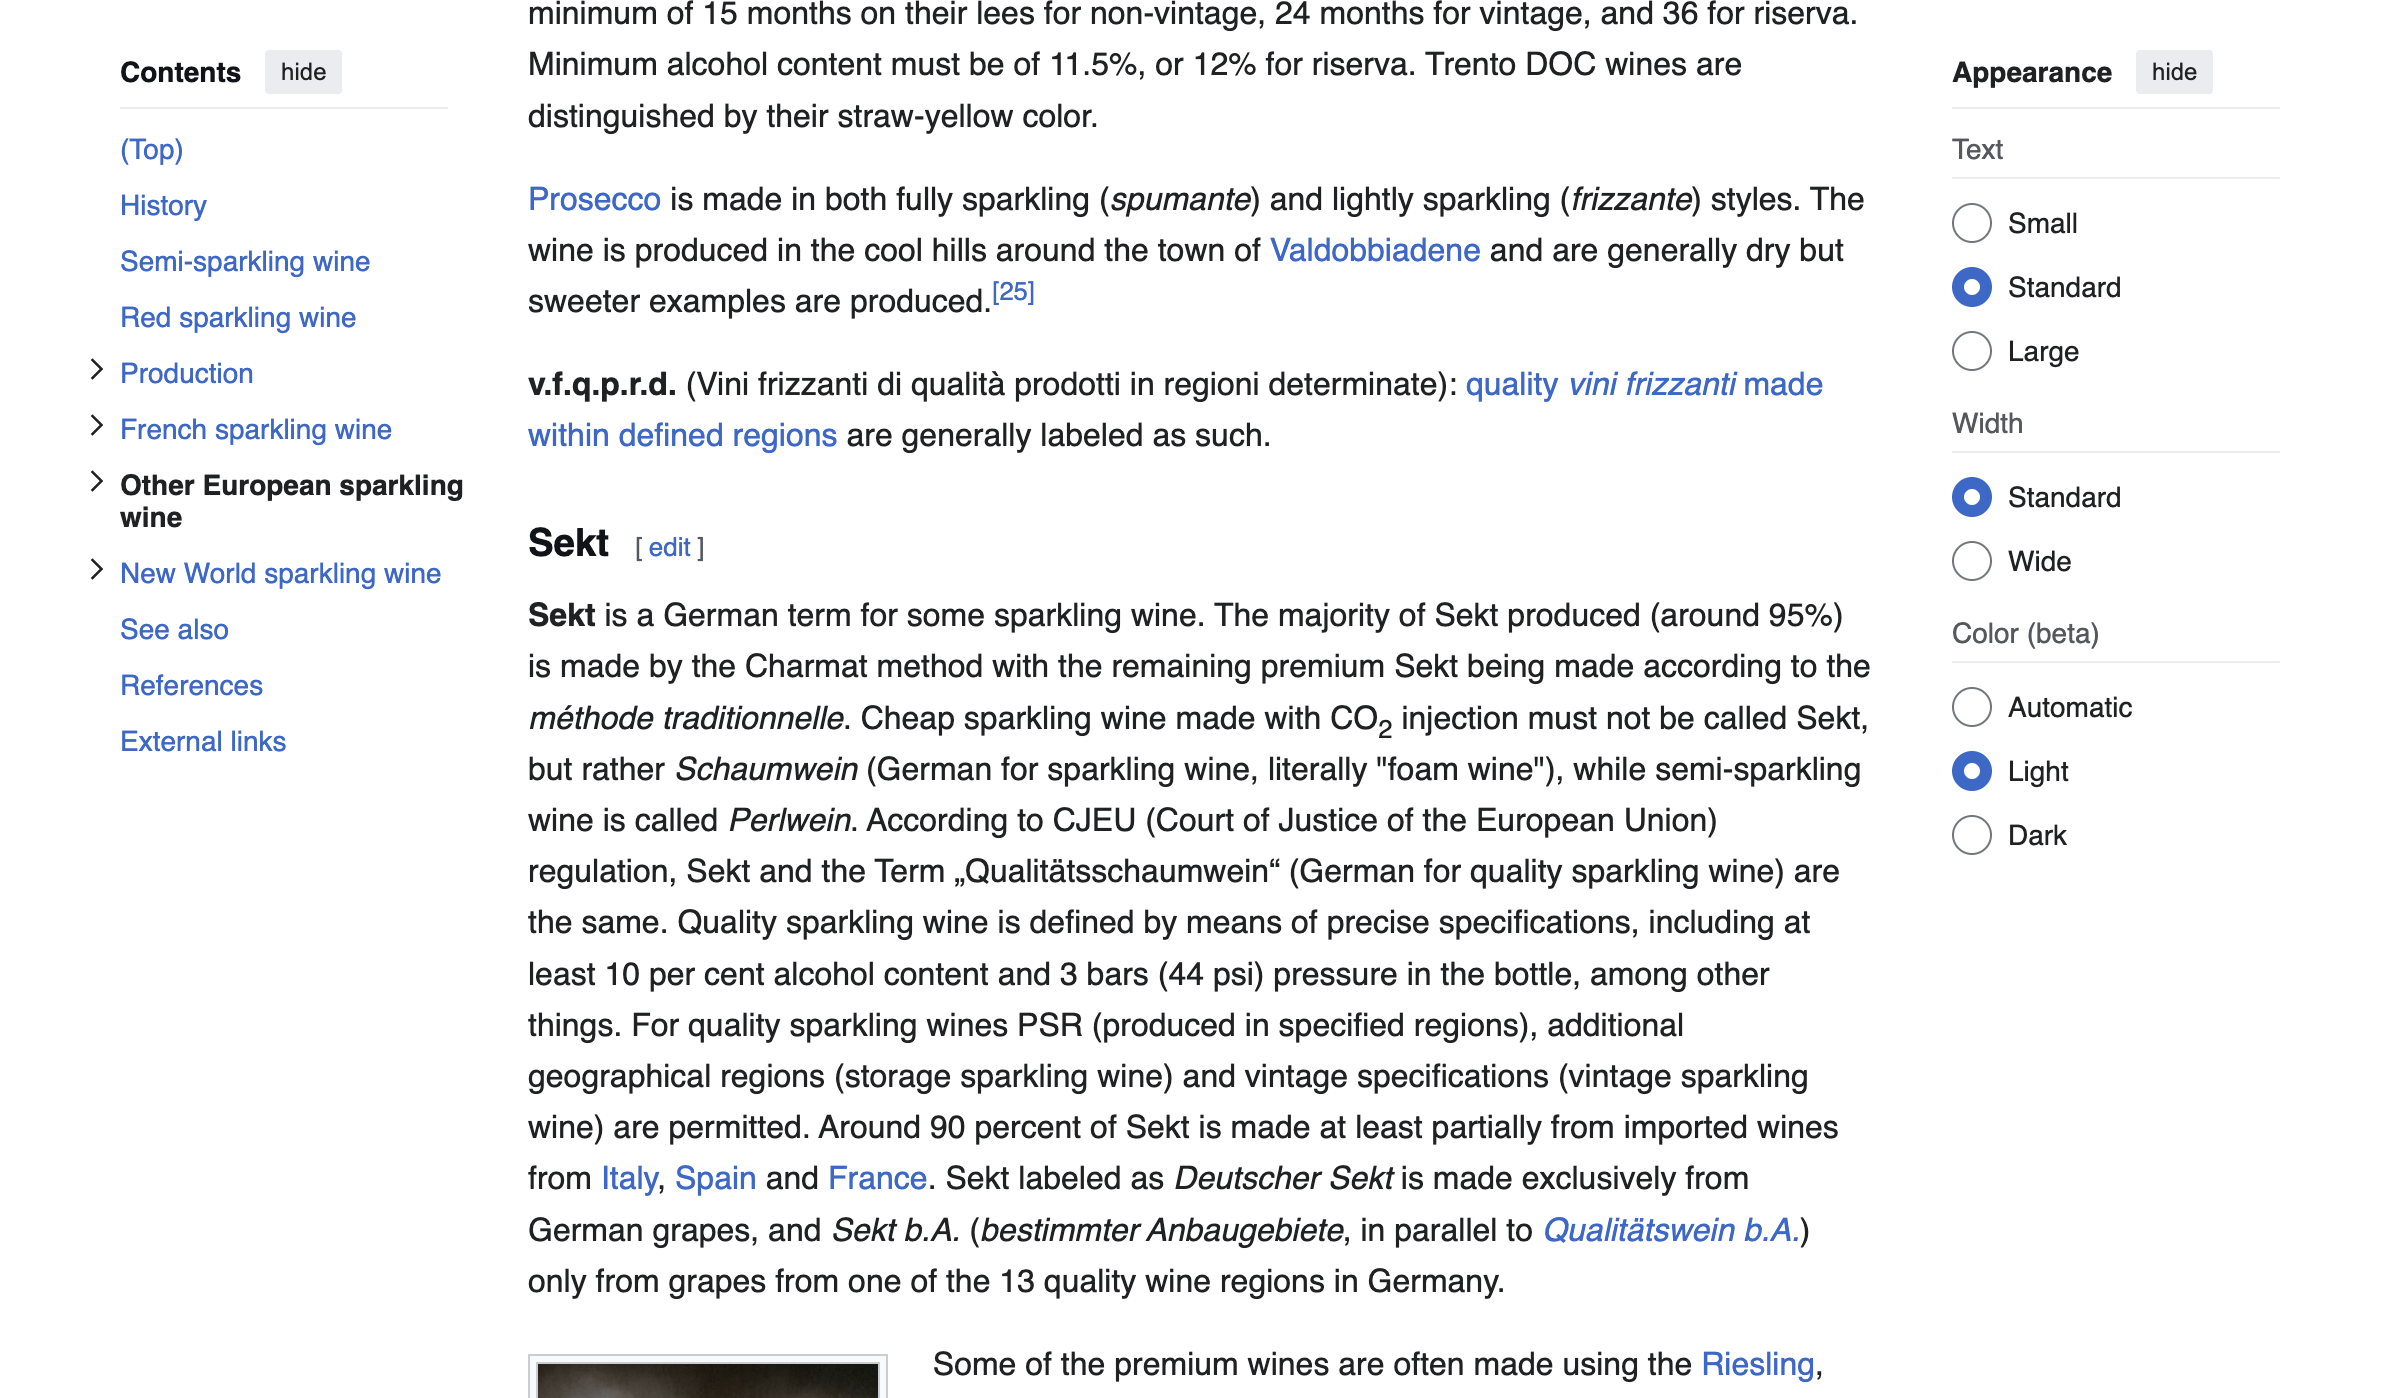 Contents hide
(Top)
History
Semi-sparkling wine
Red sparkling wine
Production
French sparkling wine
Other European sparkling
wine
New World sparkling wine
See also
References
External links
minimum of 15 months on their lees for non-vintage, 24 months for vintage, and 36 for riserva.
Minimum alcohol content must be of 11.5%, or 12% for riserva. Trento DOC wines are
distinguished by their straw-yellow color.
Prosecco is made in both fully sparkling (spumante) and lightly sparkling (frizzante) styles. The
wine is produced in the cool hills around the town of Valdobbiadene and are generally dry but
sweeter examples are produced.[25]
v.f.q.p.r.d. (Vini frizzanti di qualità prodotti in regioni determinate): quality vini frizzanti made
within defined regions are generally labeled as such.
Sekt [ edit ]
Sekt is a German term for some sparkling wine. The majority of Sekt produced (around 95%)
is made by the Charmat method with the remaining premium Sekt being made according to the
méthode traditionnelle. Cheap sparkling wine made with CO2 injection must not be called Sekt,
but rather Schaumwein (German for sparkling wine, literally "foam wine"), while semi-sparkling
wine is called Perlwein. According to CJEU (Court of Justice of the European Union)
regulation, Sekt and the Term „Qualitätsschaumwein“ (German for quality sparkling wine) are
the same. Quality sparkling wine is defined by means of precise specifications, including at
least 10 per cent alcohol content and 3 bars (44 psi) pressure in the bottle, among other
things. For quality sparkling wines PSR (produced in specified regions), additional
geographical regions (storage sparkling wine) and vintage specifications (vintage sparkling
wine) are permitted. Around 90 percent of Sekt is made at least partially from imported wines
from Italy, Spain and France. Sekt labeled as Deutscher Sekt is made exclusively from
German grapes, and Sekt b.A. (bestimmter Anbaugebiete, in parallel to Qualitätswein b.A.)
only from grapes from one of the 13 quality wine regions in Germany.
Some of the premium wines are often made using the Riesling,
Appearance hide
Text
Small
Standard
Large
Width
Standard
Wide
Color (beta)
Automatic
Light
Dark